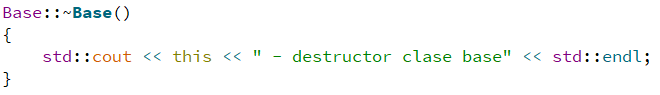 Base::~Base()
{
    std::cout << this << " - destructor clase base" << std::endl;
}